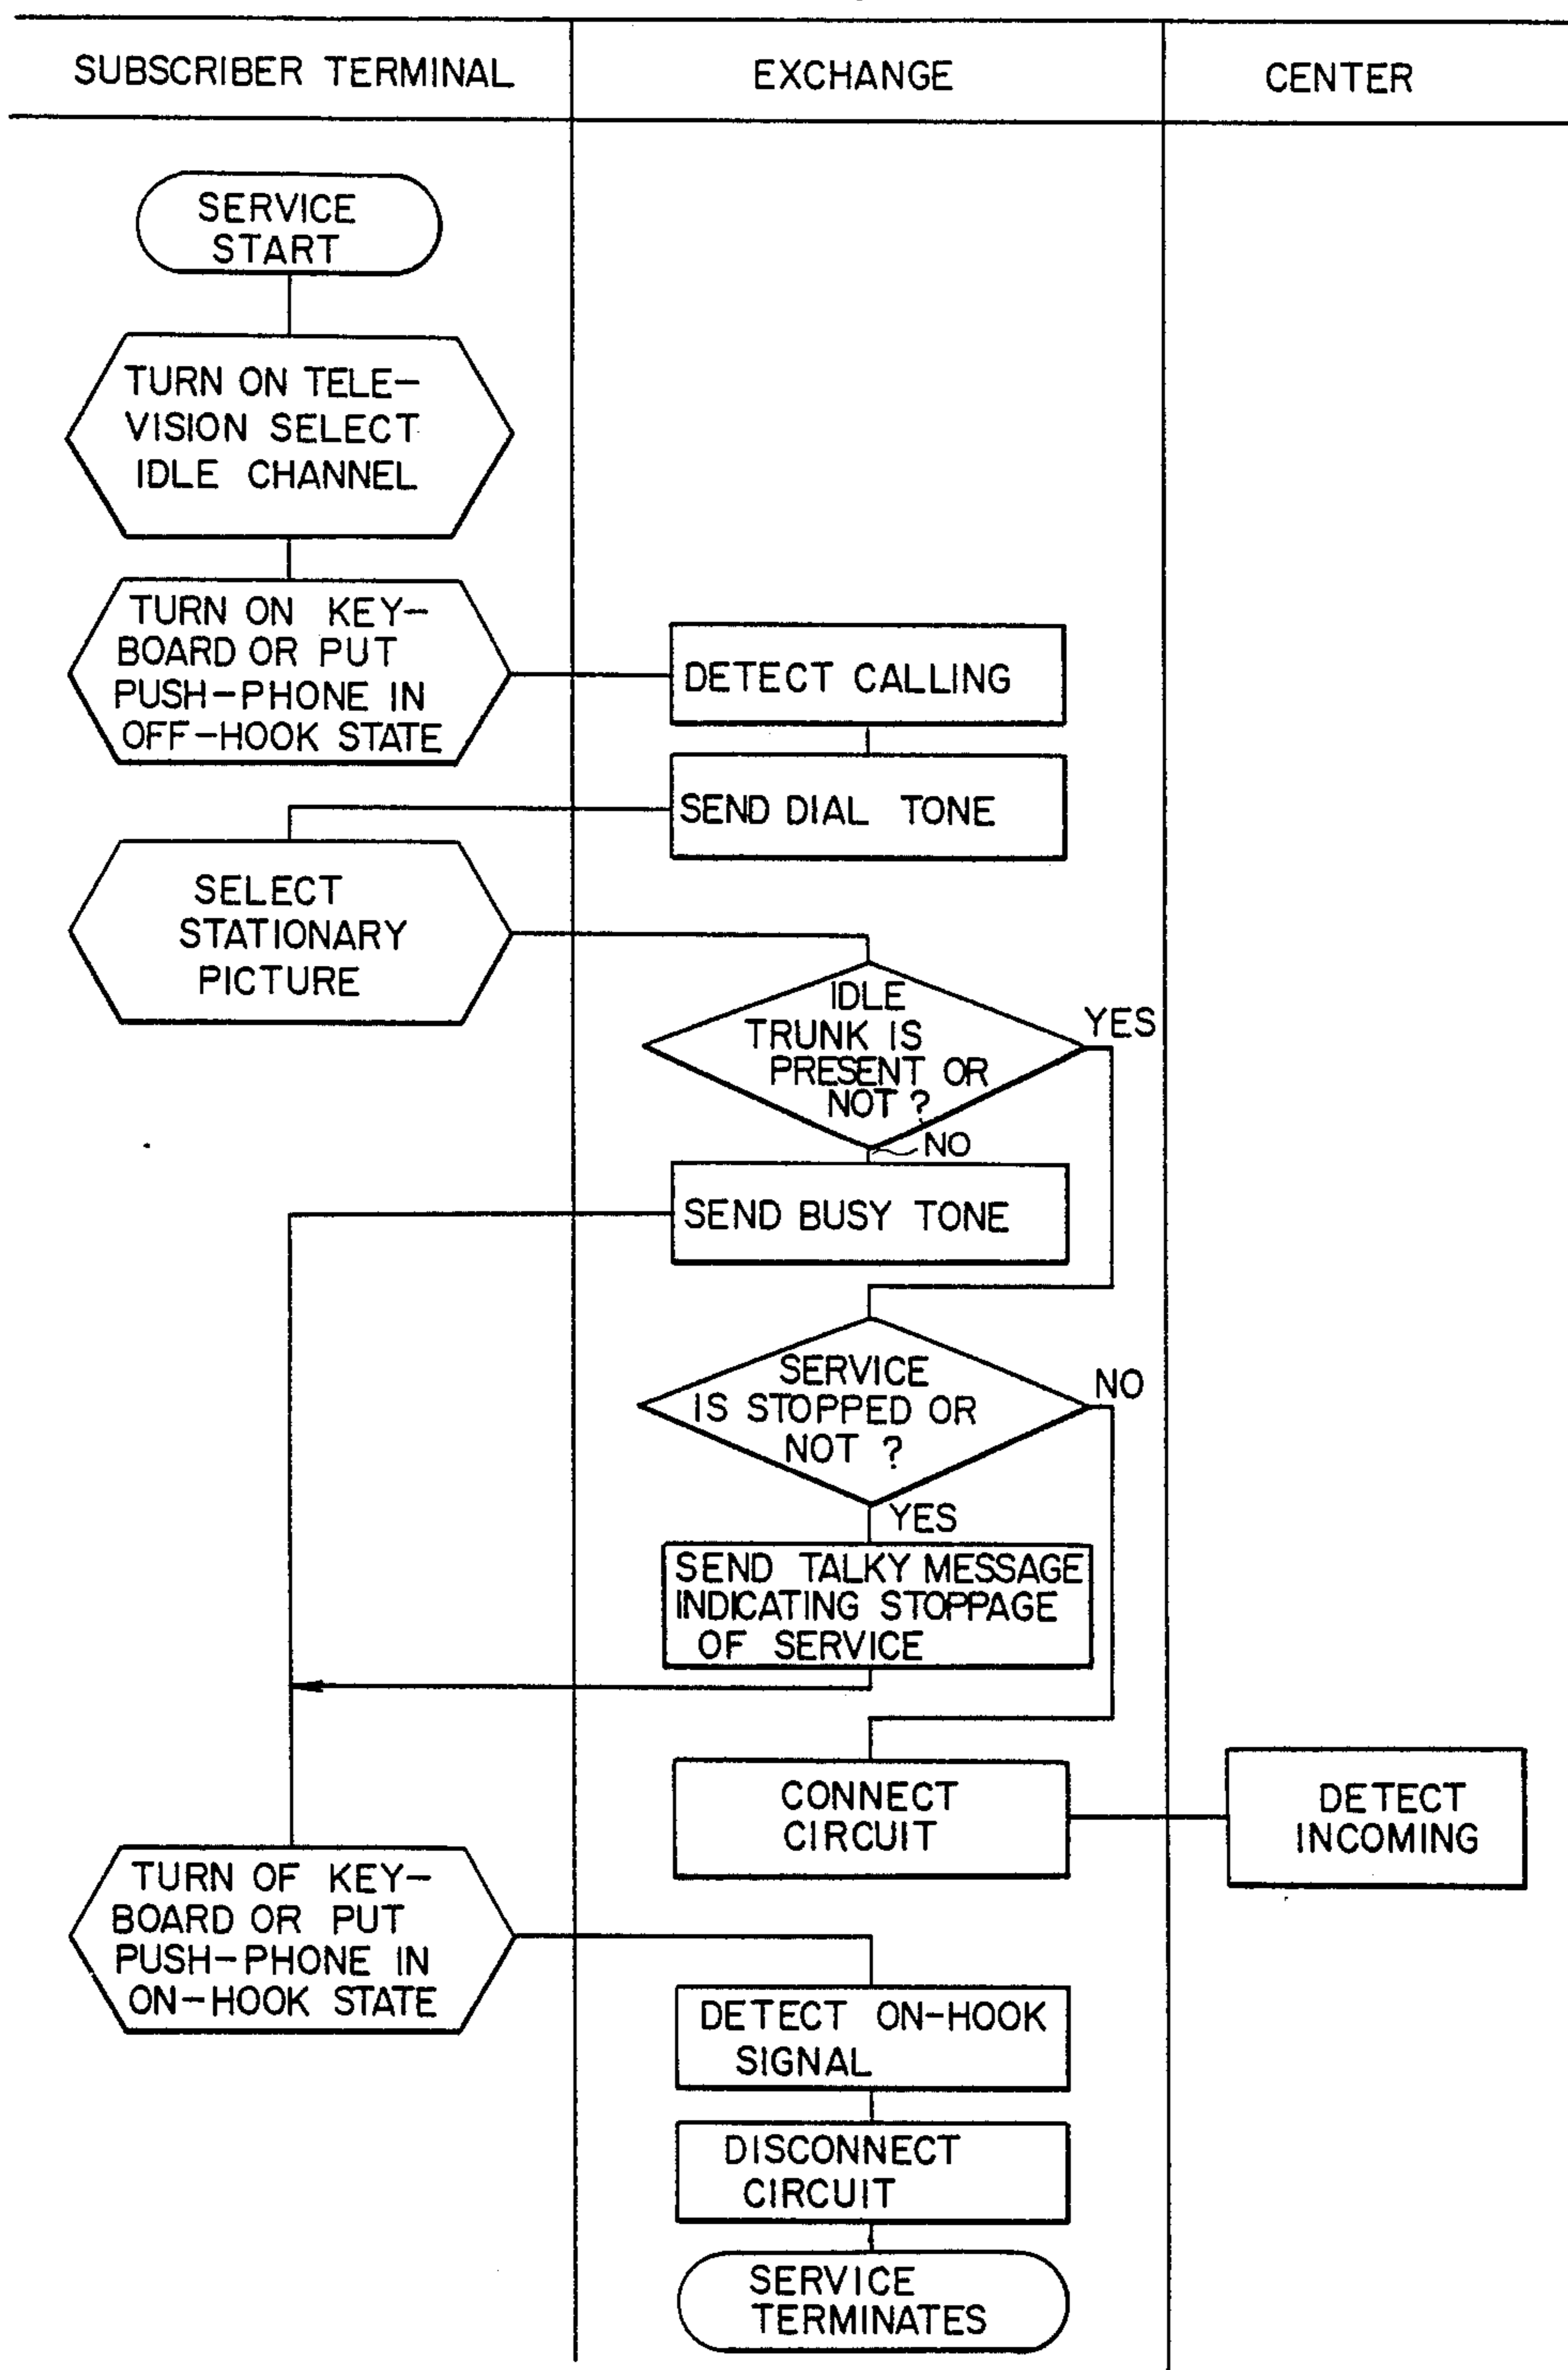 SUBSCRIBER TERMINAL
EXCHANGE
CENTER
SERVICE
START
TURN ON TELE-
VISION SELECT
IDLE CHANNEL
TURN ON KEY-
BOARD OR PUT
PUSH-PHONE IN
OFF-HOOK STATE
DETECT CALLING
SEND DIAL TONE
SELECT
STATIONARY
PICTURE
IDLE
TRUNK IS
PRESENT OR
NOT ?
YES
NO
SEND BUSY TONE
SERVICE
IS STOPPED OR
NOT ?
NO
YES
SEND TALKY MESSAGE
INDICATING STOPPAGE
OF SERVICE
CONNECT
CIRCUIT
DETECT
INCOMING
TURN OF KEY-
BOARD OR PUT
PUSH-PHONE IN
ON-HOOK STATE
DETECT ON-HOOK
SIGNAL
DISCONNECT
CIRCUIT
SERVICE
TERMINATES